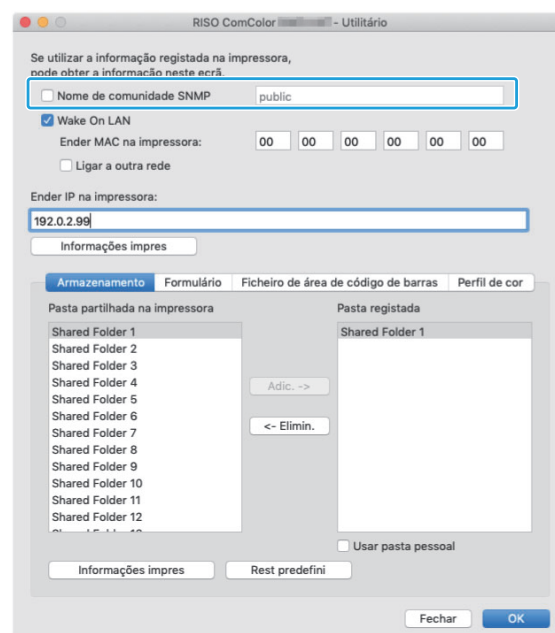 RISO ComColor - Utilitário
Se utilizar a informação registada na impressora,
pode obter a informação neste ecrã.
Nome de comunidade SNMP public
Wake On LAN
Ender MAC na impressora: 00 00 00 00 00 00
Ligar a outra rede
Ender IP na impressora:
192.0.2.99
Informações impres
Armazenamento Formulário Ficheiro de área de código de barras Perfil de cor
Pasta partilhada na impressora Pasta registada
Shared Folder 1 Shared Folder 1
Shared Folder 2
Shared Folder 3
Shared Folder 4
Adic. ->
Shared Folder 5
Shared Folder 6
<- Elimin.
Shared Folder 7
Shared Folder 8
Shared Folder 9
Shared Folder 10
Shared Folder 11
Shared Folder 12
Usar pasta pessoal
Informações impres Rest predefini
Fechar OK